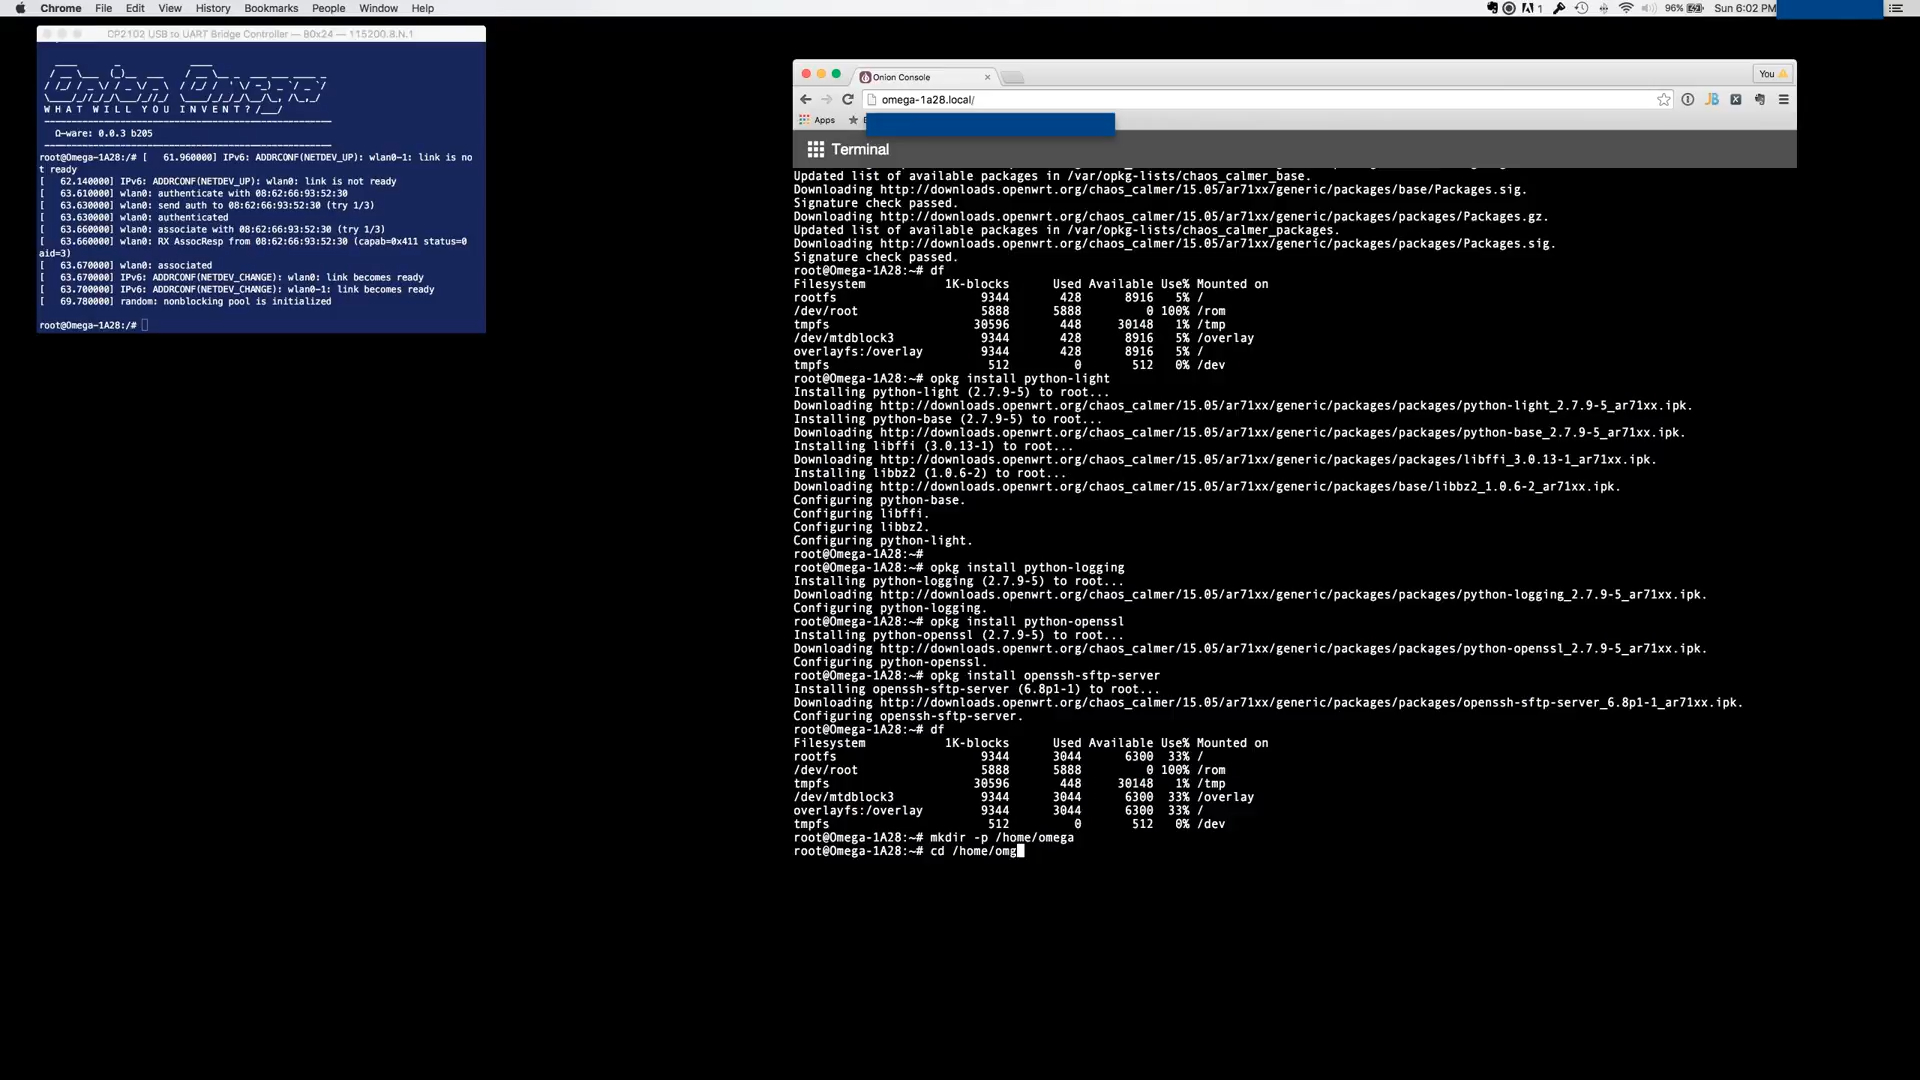 Chrome File Edit View History Bookmarks People Window Help
1 96% Sun 6:02 PM
CP2102 USB to UART Bridge Controller — 80x24 — 115200.8.N.1
W H A T  W I L L  Y O U  I N V E N T ?
Ω-ware: 0.0.3 b205
root@Omega-1A28:/# [   61.960000] IPv6: ADDRCONF(NETDEV_UP): wlan0-1: link is no
t ready
[   62.140000] IPv6: ADDRCONF(NETDEV_UP): wlan0: link is not ready
[   63.610000] wlan0: authenticate with 08:62:66:93:52:30
[   63.630000] wlan0: send auth to 08:62:66:93:52:30 (try 1/3)
[   63.630000] wlan0: authenticated
[   63.660000] wlan0: associate with 08:62:66:93:52:30 (try 1/3)
[   63.660000] wlan0: RX AssocResp from 08:62:66:93:52:30 (capab=0x411 status=0
aid=3)
[   63.670000] wlan0: associated
[   63.670000] IPv6: ADDRCONF(NETDEV_CHANGE): wlan0: link becomes ready
[   63.700000] IPv6: ADDRCONF(NETDEV_CHANGE): wlan0-1: link becomes ready
[   69.780000] random: nonblocking pool is initialized
root@Omega-1A28:/#
Onion Console
You
omega-1a28.local/
Apps
Terminal
Updated list of available packages in /var/opkg-lists/chaos_calmer_base.
Downloading http://downloads.openwrt.org/chaos_calmer/15.05/ar71xx/generic/packages/base/Packages.sig.
Signature check passed.
Downloading http://downloads.openwrt.org/chaos_calmer/15.05/ar71xx/generic/packages/packages/Packages.gz.
Updated list of available packages in /var/opkg-lists/chaos_calmer_packages.
Downloading http://downloads.openwrt.org/chaos_calmer/15.05/ar71xx/generic/packages/packages/Packages.sig.
Signature check passed.
root@Omega-1A28:~# df
Filesystem           1K-blocks      Used Available Use% Mounted on
rootfs                    9344       428      8916   5% /
/dev/root                 5888      5888         0 100% /rom
tmpfs                    30596       448     30148   1% /tmp
/dev/mtdblock3            9344       428      8916   5% /overlay
overlayfs:/overlay        9344       428      8916   5% /
tmpfs                      512         0       512   0% /dev
root@Omega-1A28:~# opkg install python-light
Installing python-light (2.7.9-5) to root...
Downloading http://downloads.openwrt.org/chaos_calmer/15.05/ar71xx/generic/packages/packages/python-light_2.7.9-5_ar71xx.ipk.
Installing python-base (2.7.9-5) to root...
Downloading http://downloads.openwrt.org/chaos_calmer/15.05/ar71xx/generic/packages/packages/python-base_2.7.9-5_ar71xx.ipk.
Installing libffi (3.0.13-1) to root...
Downloading http://downloads.openwrt.org/chaos_calmer/15.05/ar71xx/generic/packages/packages/libffi_3.0.13-1_ar71xx.ipk.
Installing libbz2 (1.0.6-2) to root...
Downloading http://downloads.openwrt.org/chaos_calmer/15.05/ar71xx/generic/packages/base/libbz2_1.0.6-2_ar71xx.ipk.
Configuring python-base.
Configuring libffi.
Configuring libbz2.
Configuring python-light.
root@Omega-1A28:~#
root@Omega-1A28:~# opkg install python-logging
Installing python-logging (2.7.9-5) to root...
Downloading http://downloads.openwrt.org/chaos_calmer/15.05/ar71xx/generic/packages/packages/python-logging_2.7.9-5_ar71xx.ipk.
Configuring python-logging.
root@Omega-1A28:~# opkg install python-openssl
Installing python-openssl (2.7.9-5) to root...
Downloading http://downloads.openwrt.org/chaos_calmer/15.05/ar71xx/generic/packages/packages/python-openssl_2.7.9-5_ar71xx.ipk.
Configuring python-openssl.
root@Omega-1A28:~# opkg install openssh-sftp-server
Installing openssh-sftp-server (6.8p1-1) to root...
Downloading http://downloads.openwrt.org/chaos_calmer/15.05/ar71xx/generic/packages/packages/openssh-sftp-server_6.8p1-1_ar71xx.ipk.
Configuring openssh-sftp-server.
root@Omega-1A28:~# df
Filesystem           1K-blocks      Used Available Use% Mounted on
rootfs                    9344      3044      6300  33% /
/dev/root                 5888      5888         0 100% /rom
tmpfs                    30596       448     30148   1% /tmp
/dev/mtdblock3            9344      3044      6300  33% /overlay
overlayfs:/overlay        9344      3044      6300  33% /
tmpfs                      512         0       512   0% /dev
root@Omega-1A28:~# mkdir -p /home/omega
root@Omega-1A28:~# cd /home/omg